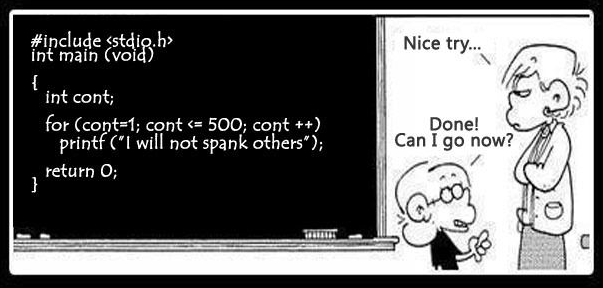 #include <stdio.h>
int main (void)
{
int cont;
for (cont=1; cont <= 500; cont ++)
printf ("I will not spank others");
return 0;
}
Nice try...
Done!
Can I go now?